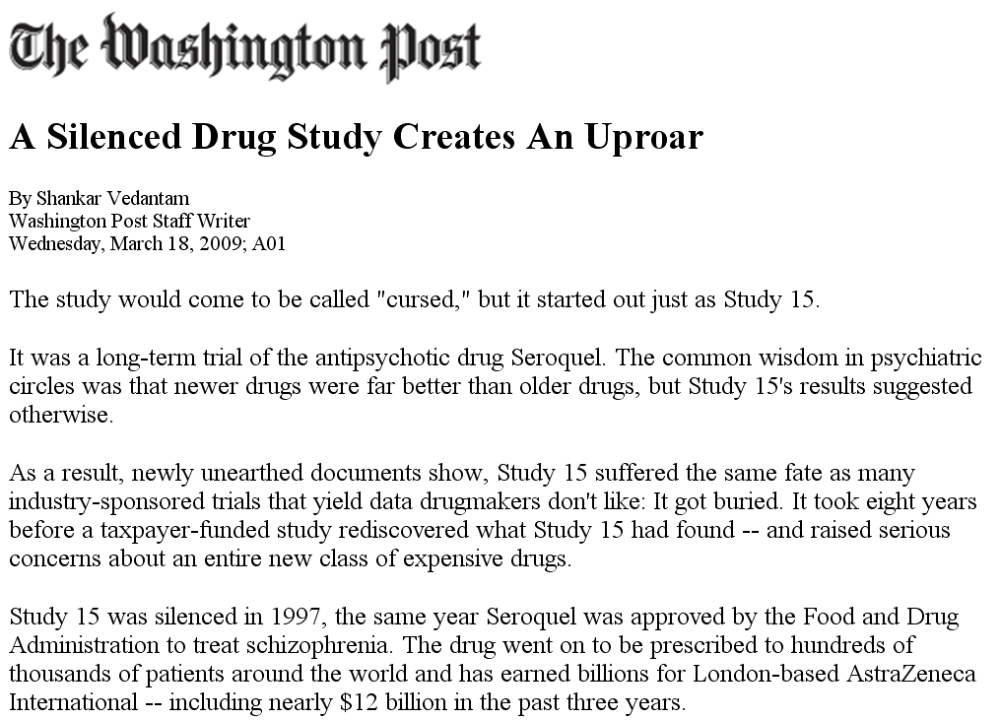 The Washington Post
A Silenced Drug Study Creates An Uproar
By Shankar Vedantam
Washington Post Staff Writer
Wednesday, March 18, 2009; A01
The study would come to be called "cursed," but it started out just as Study 15.
It was a long-term trial of the antipsychotic drug Seroquel. The common wisdom in psychiatric
circles was that newer drugs were far better than older drugs, but Study 15's results suggested
otherwise.
As a result, newly unearthed documents show, Study 15 suffered the same fate as many
industry-sponsored trials that yield data drugmakers don't like: It got buried. It took eight years
before a taxpayer-funded study rediscovered what Study 15 had found -- and raised serious
concerns about an entire new class of expensive drugs.
Study 15 was silenced in 1997, the same year Seroquel was approved by the Food and Drug
Administration to treat schizophrenia. The drug went on to be prescribed to hundreds of
thousands of patients around the world and has earned billions for London-based AstraZeneca
International -- including nearly $12 billion in the past three years.